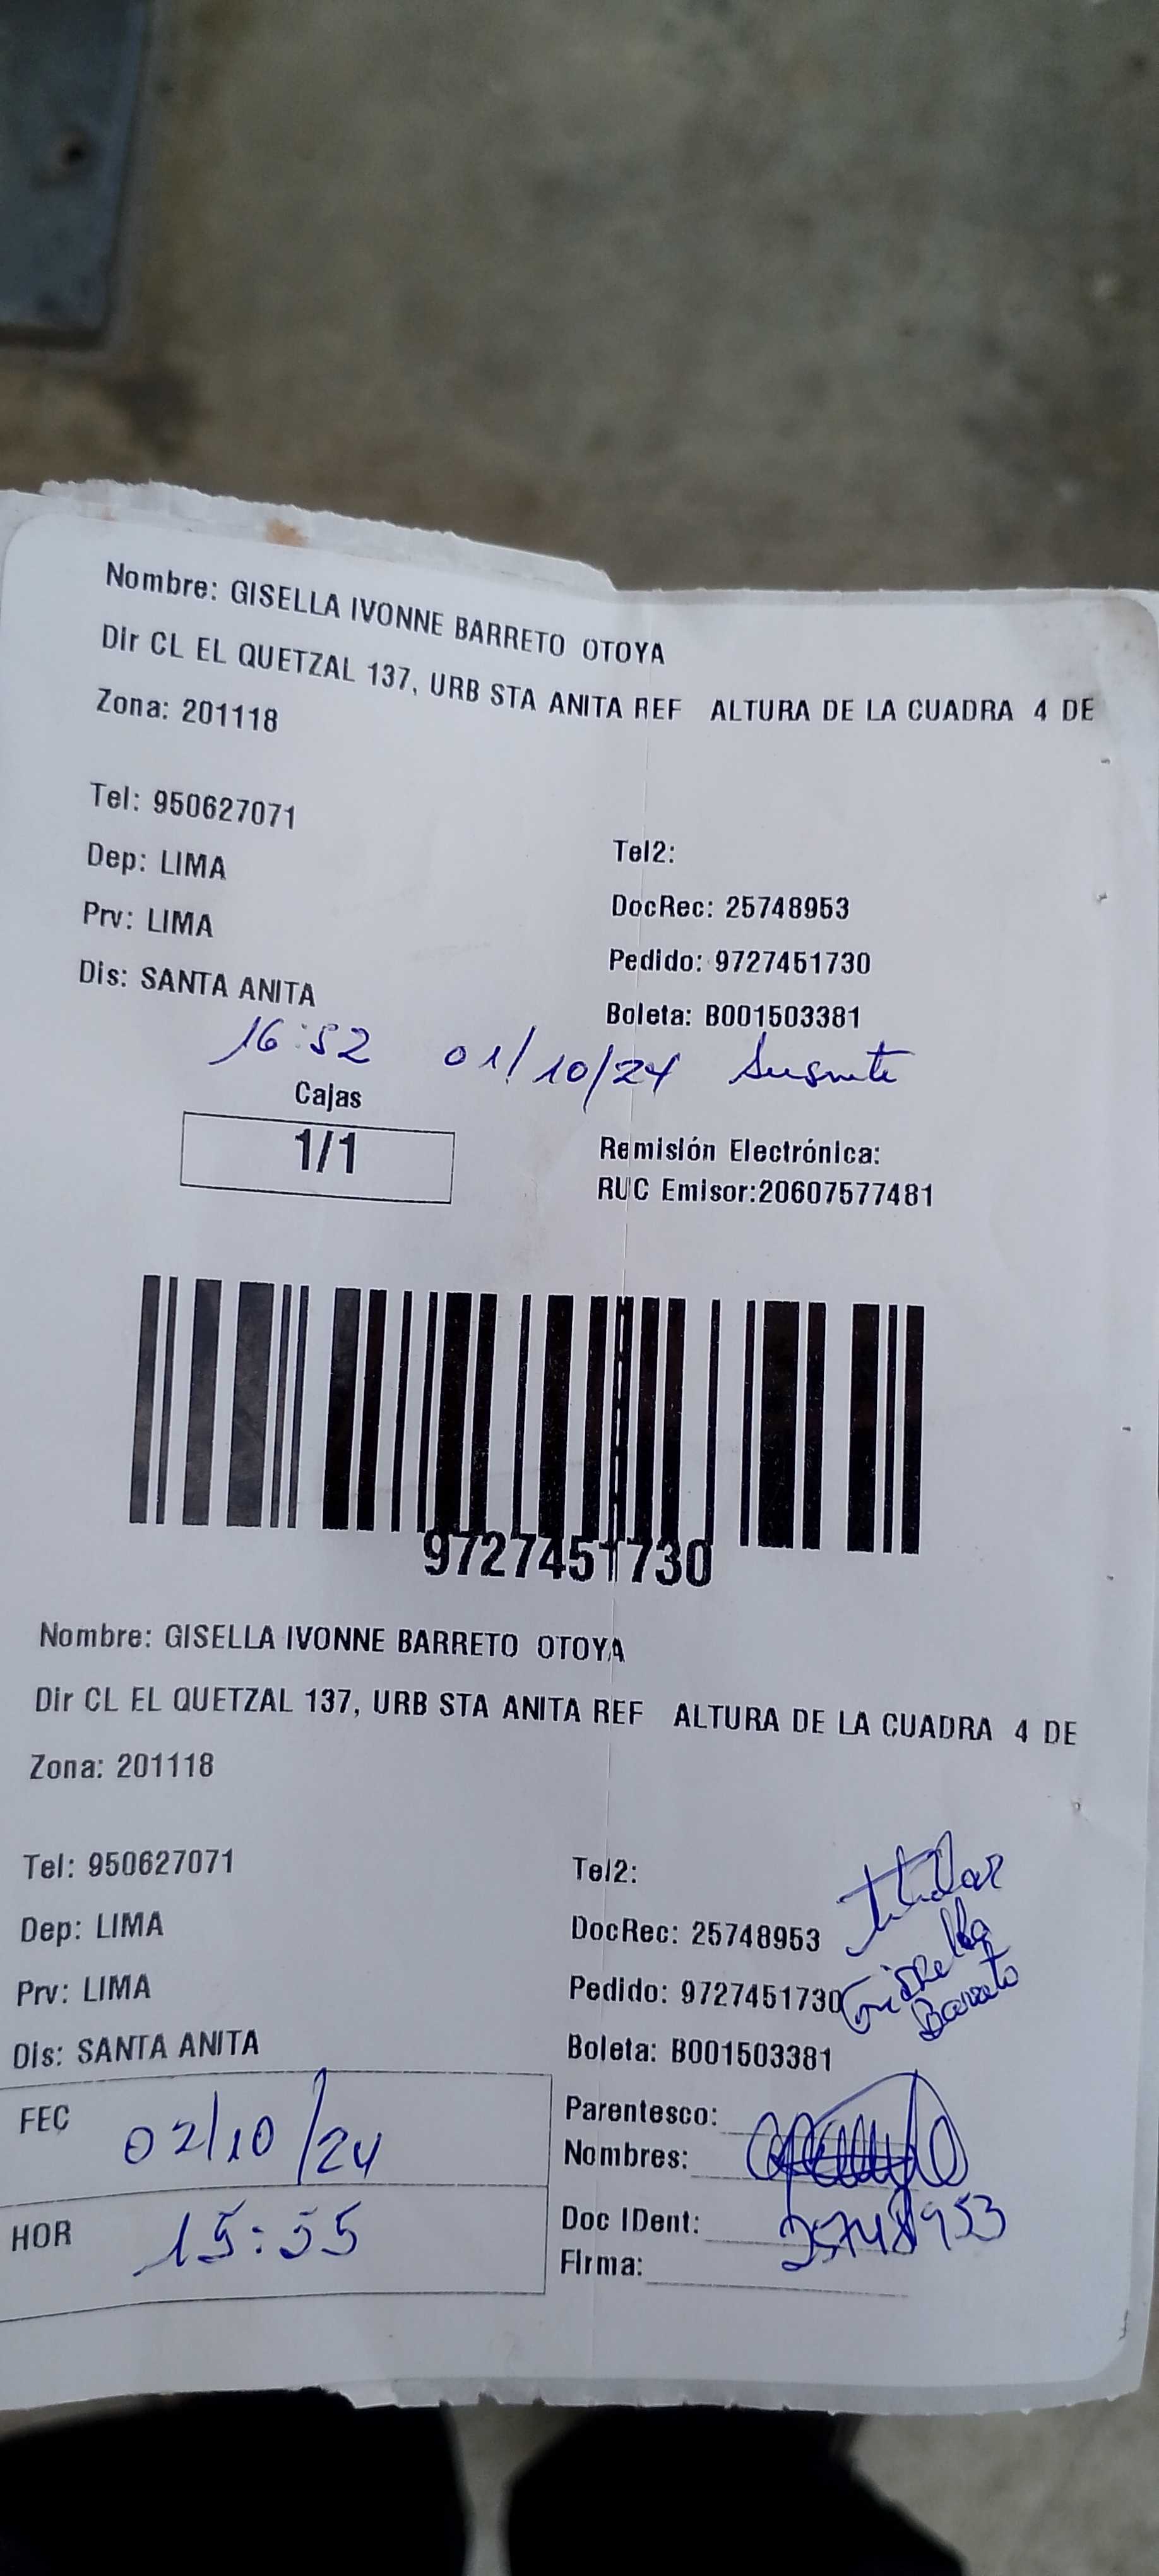 Nombre: GISELLA IVONNE BARRETO OTOYA
Dir CL EL QUETZAL 137, URB STA ANITA REF ALTURA DE LA CUADRA 4 DE
Zona: 201118
Tel: 950627071
Tel2:
Dep: LIMA
DocRec: 25748953
Prv: LIMA
Pedido: 9727451730
Dis: SANTA ANITA
Boleta: B001503381
16:52 01/10/24 Ausente
Cajas
1/1
Remisión Electrónica:
RUC Emisor:20607577481
9727451730
Nombre: GISELLA IVONNE BARRETO OTOYA
Dir CL EL QUETZAL 137, URB STA ANITA REF ALTURA DE LA CUADRA 4 DE
Zona: 201118
Tel: 950627071
Tel2:
titular
Dep: LIMA
DocRec: 25748953
Prv: LIMA
Pedido: 9727451730
Gisella
Barreto
Dis: SANTA ANITA
Boleta: B001503381
FEC 02/10/24
Parentesco:
Nombres:
HOR 15:55
Doc IDent: 25748953
Firma: